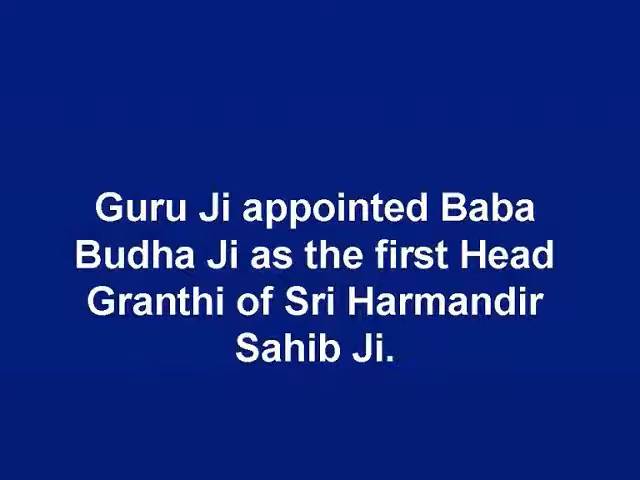 Guru Ji appointed Baba
Budha Ji as the first Head
Granthi of Sri Harmandir
Sahib Ji.